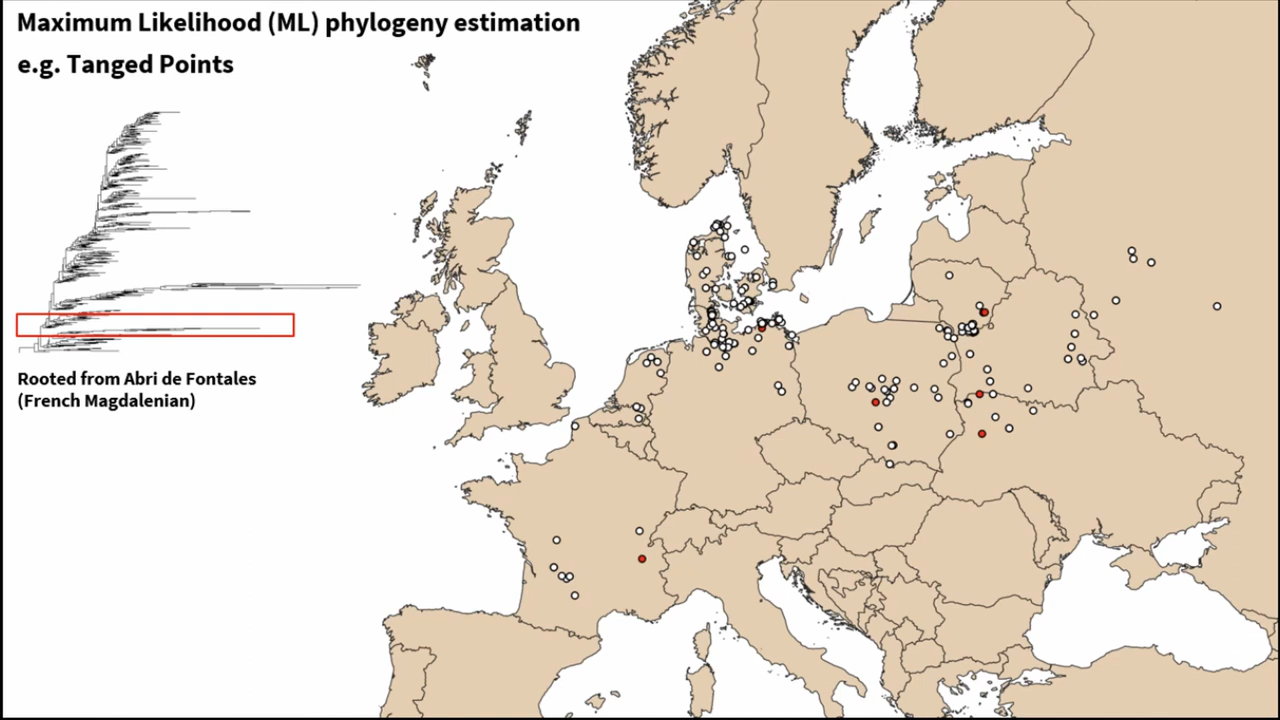 Maximum Likelihood (ML) phylogeny estimation
e.g. Tanged Points
Rooted from Abri de Fontales
(French Magdalenian)